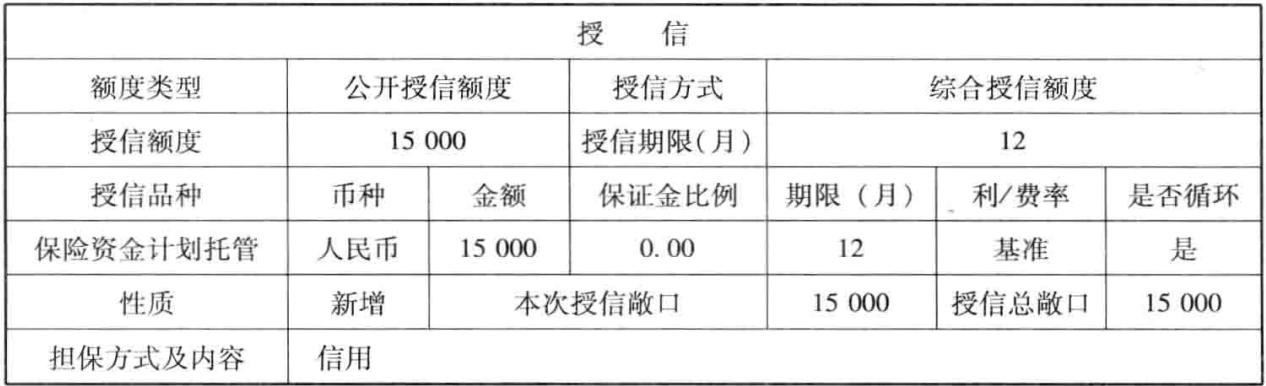 授 信
额度类型 公开授信额度 授信方式 综合授信额度
授信额度 15 000 授信期限(月) 12
授信品种 币种 金额 保证金比例 期限（月） 利/费率 是否循环
保险资金计划托管 人民币 15 000 0.00 12 基准 是
性质 新增 本次授信敞口 15 000 授信总敞口 15 000
担保方式及内容 信用